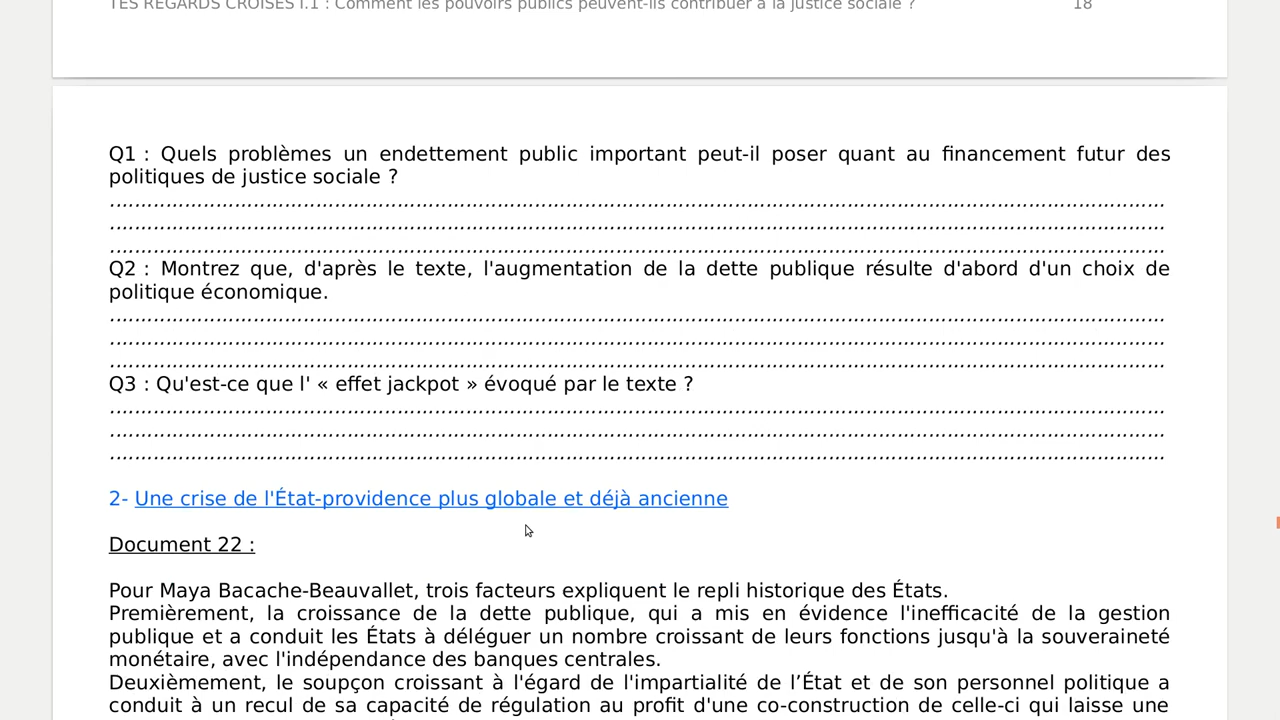 TES REGARDS CROISES I.1 : Comment les pouvoirs publics peuvent-ils contribuer à la justice sociale ? 18
Q1 : Quels problèmes un endettement public important peut-il poser quant au financement futur des
politiques de justice sociale ?
Q2 : Montrez que, d'après le texte, l'augmentation de la dette publique résulte d'abord d'un choix de
politique économique.
Q3 : Qu'est-ce que l' « effet jackpot » évoqué par le texte ?
2- Une crise de l'État-providence plus globale et déjà ancienne
Document 22 :
Pour Maya Bacache-Beauvallet, trois facteurs expliquent le repli historique des États.
Premièrement, la croissance de la dette publique, qui a mis en évidence l'inefficacité de la gestion
publique et a conduit les États à déléguer un nombre croissant de leurs fonctions jusqu'à la souveraineté
monétaire, avec l'indépendance des banques centrales.
Deuxièmement, le soupçon croissant à l'égard de l'impartialité de l’État et de son personnel politique a
conduit à un recul de sa capacité de régulation au profit d'une co-construction de celle-ci qui laisse une